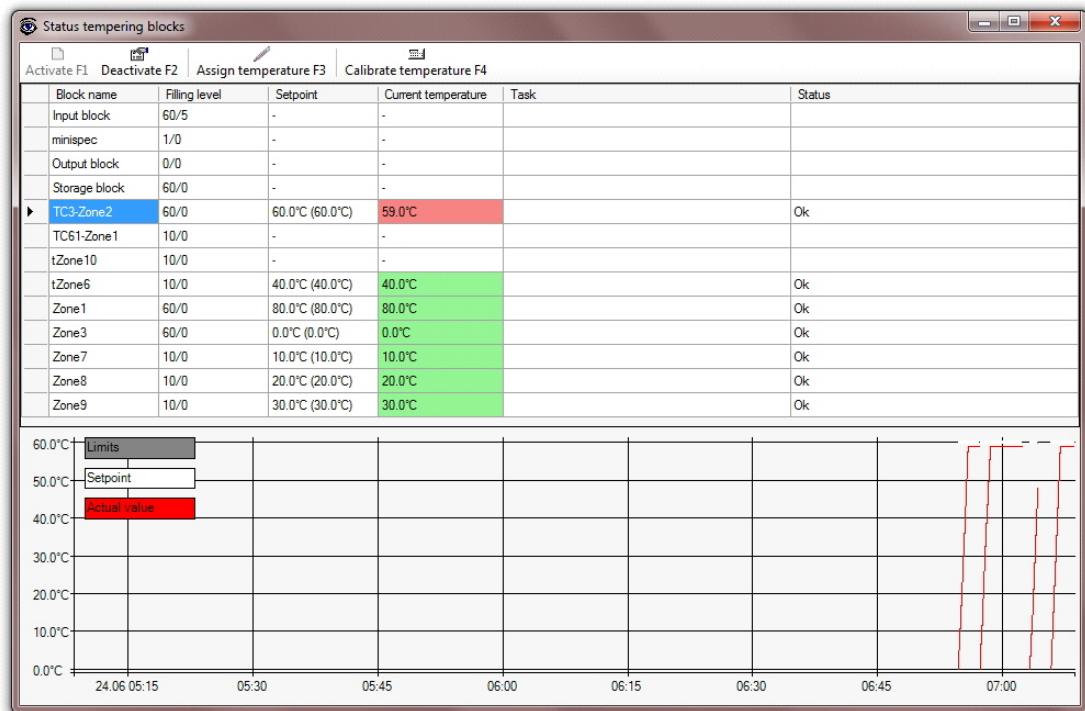 Status tempering blocks
Activate F1 Deactivate F2 Assign temperature F3 Calibrate temperature F4
Block name Filling level Setpoint Current temperature Task Status
Input block 60/5 - -
minispec 1/0 - -
Output block 0/0 - -
Storage block 60/0 - -
TC3-Zone2 60/0 60.0°C (60.0°C) 59.0°C Ok
TC61-Zone1 10/0 - -
tZone10 10/0 - -
tZone6 10/0 40.0°C (40.0°C) 40.0°C Ok
Zone1 60/0 80.0°C (80.0°C) 80.0°C Ok
Zone3 60/0 0.0°C (0.0°C) 0.0°C Ok
Zone7 10/0 10.0°C (10.0°C) 10.0°C Ok
Zone8 10/0 20.0°C (20.0°C) 20.0°C Ok
Zone9 10/0 30.0°C (30.0°C) 30.0°C Ok
60.0°C Limits
50.0°C Setpoint
Actual value
40.0°C
30.0°C
20.0°C
10.0°C
0.0°C
24.06 05:15 05:30 05:45 06:00 06:15 06:30 06:45 07:00